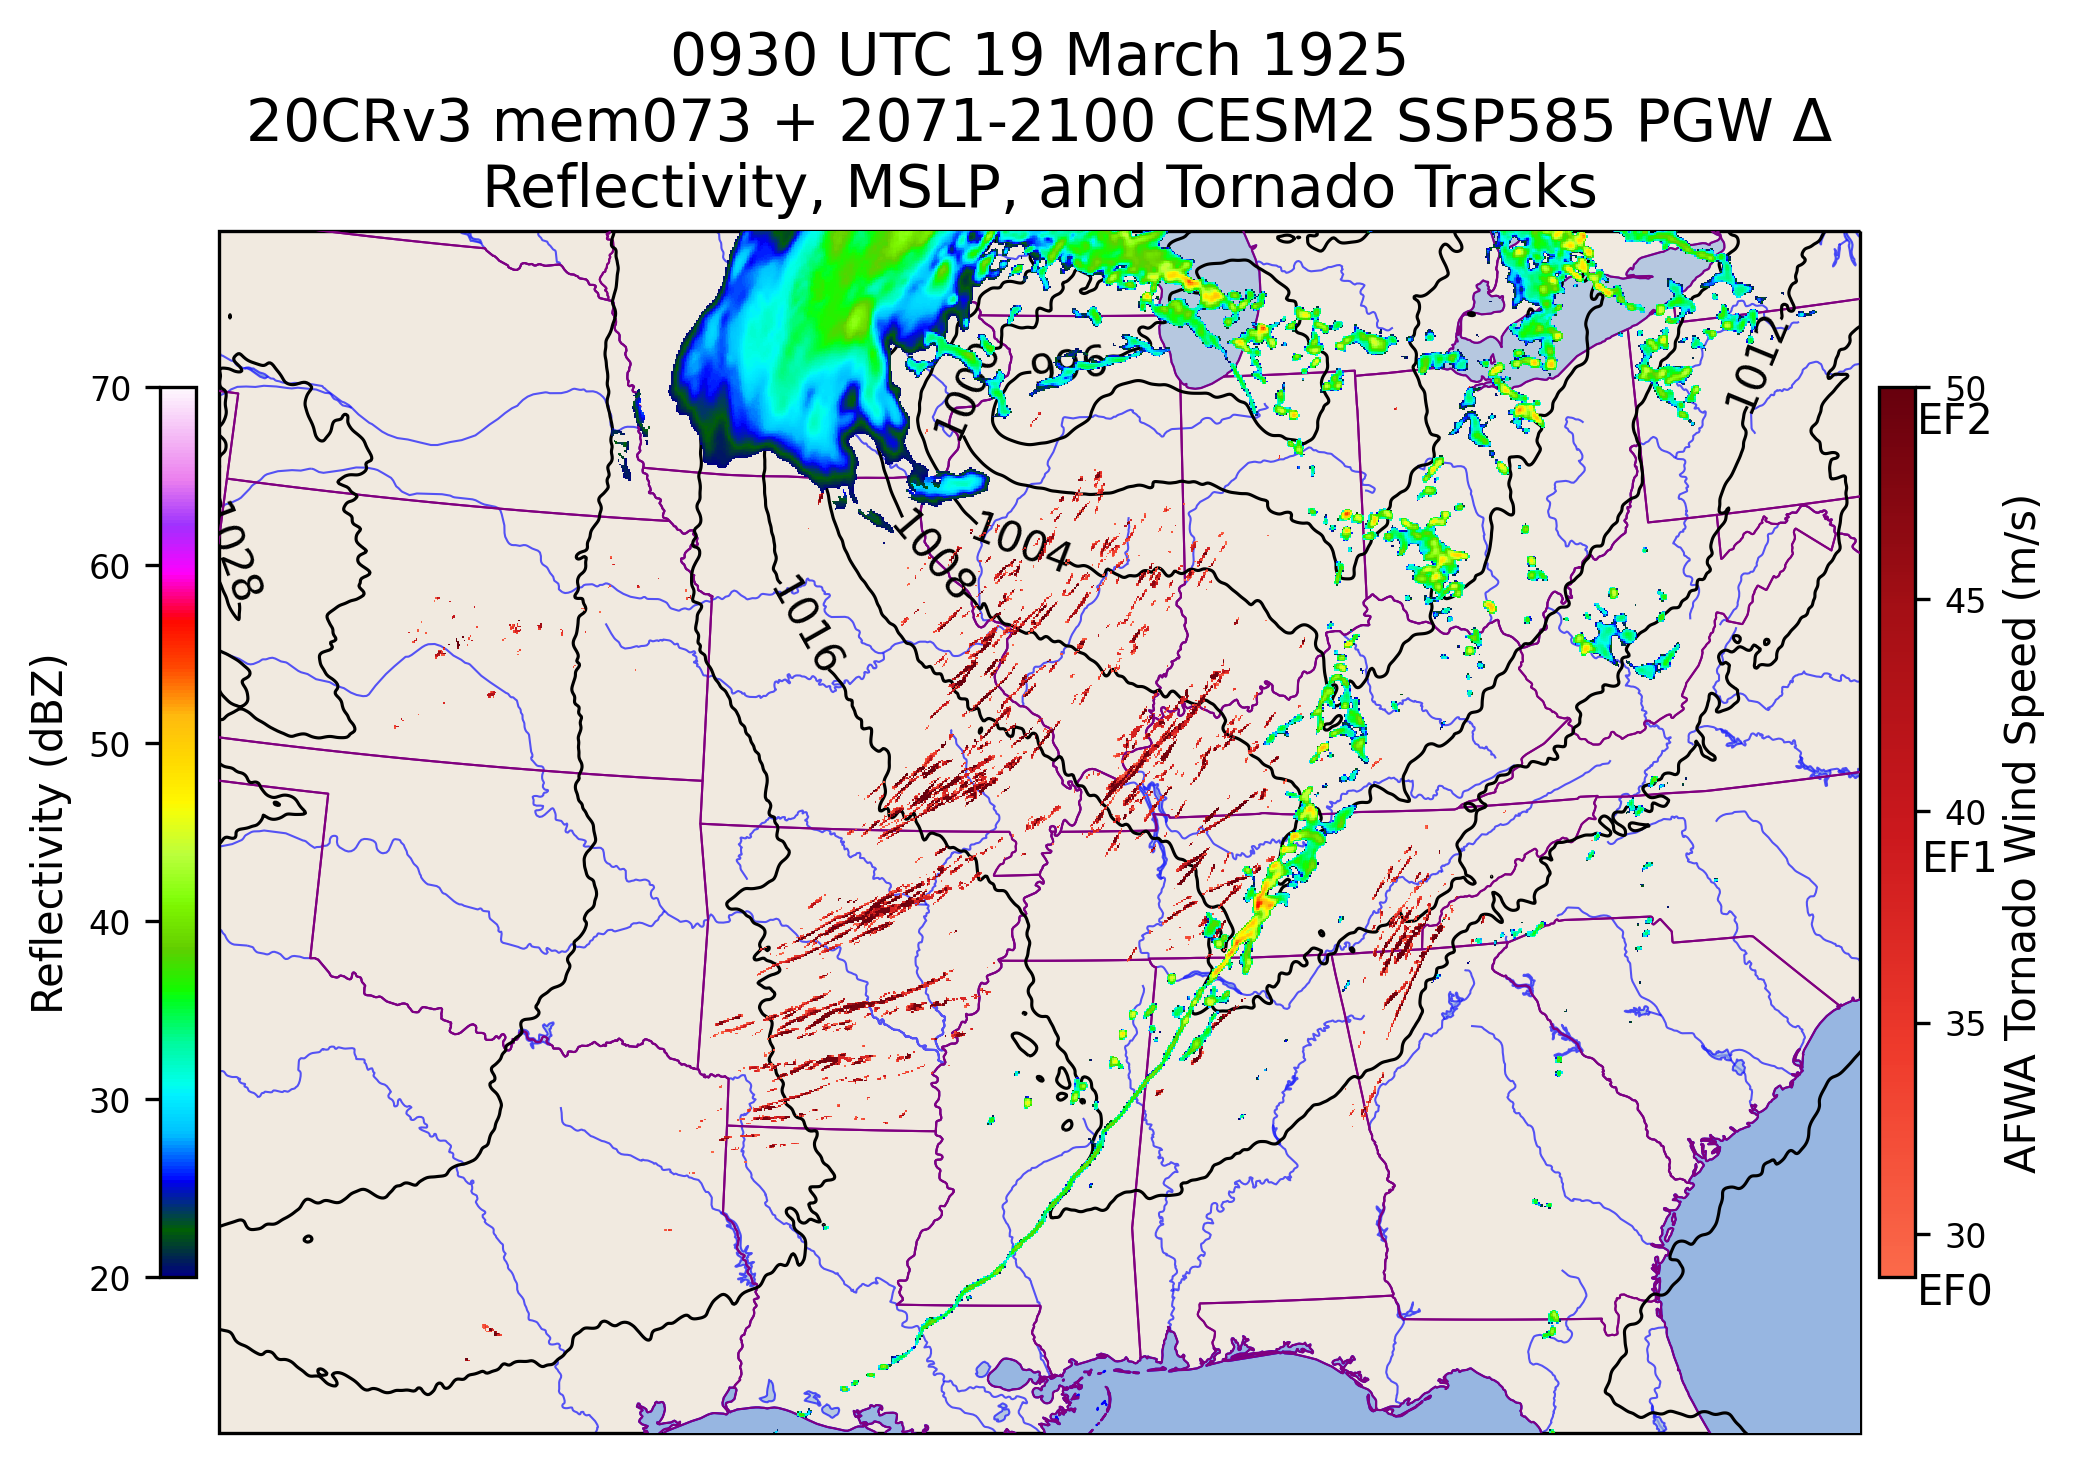 0930 UTC 19 March 1925
20CRv3 mem073 + 2071-2100 CESM2 SSP585 PGW Δ
Reflectivity, MSLP, and Tornado Tracks
Reflectivity (dBZ)
70
60
50
40
30
20
1028
1016
1008
1004
1000
996
1012
50
EF2
45
40
EF1
35
30
EF0
AFWA Tornado Wind Speed (m/s)